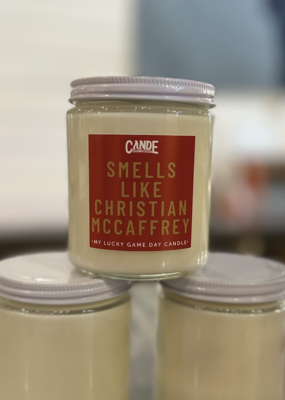 CANDE
SMELLS
LIKE
CHRISTIAN
MCCAFFREY
·MY LUCKY GAME DAY CANDLE·